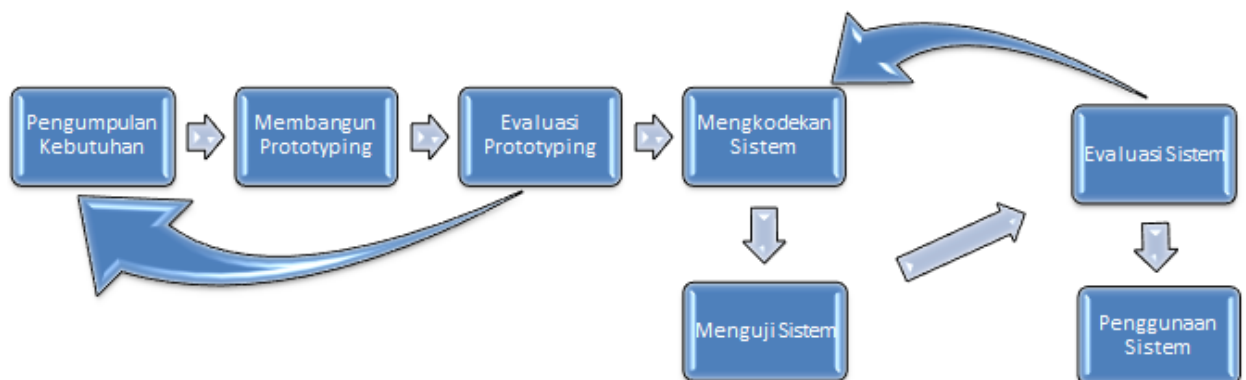 Pengumpulan
Kebutuhan
Membangun
Prototyping
Evaluasi
Prototyping
Mengkodekan
Sistem
Evaluasi Sistem
Menguji Sistem
Penggunaan
Sistem